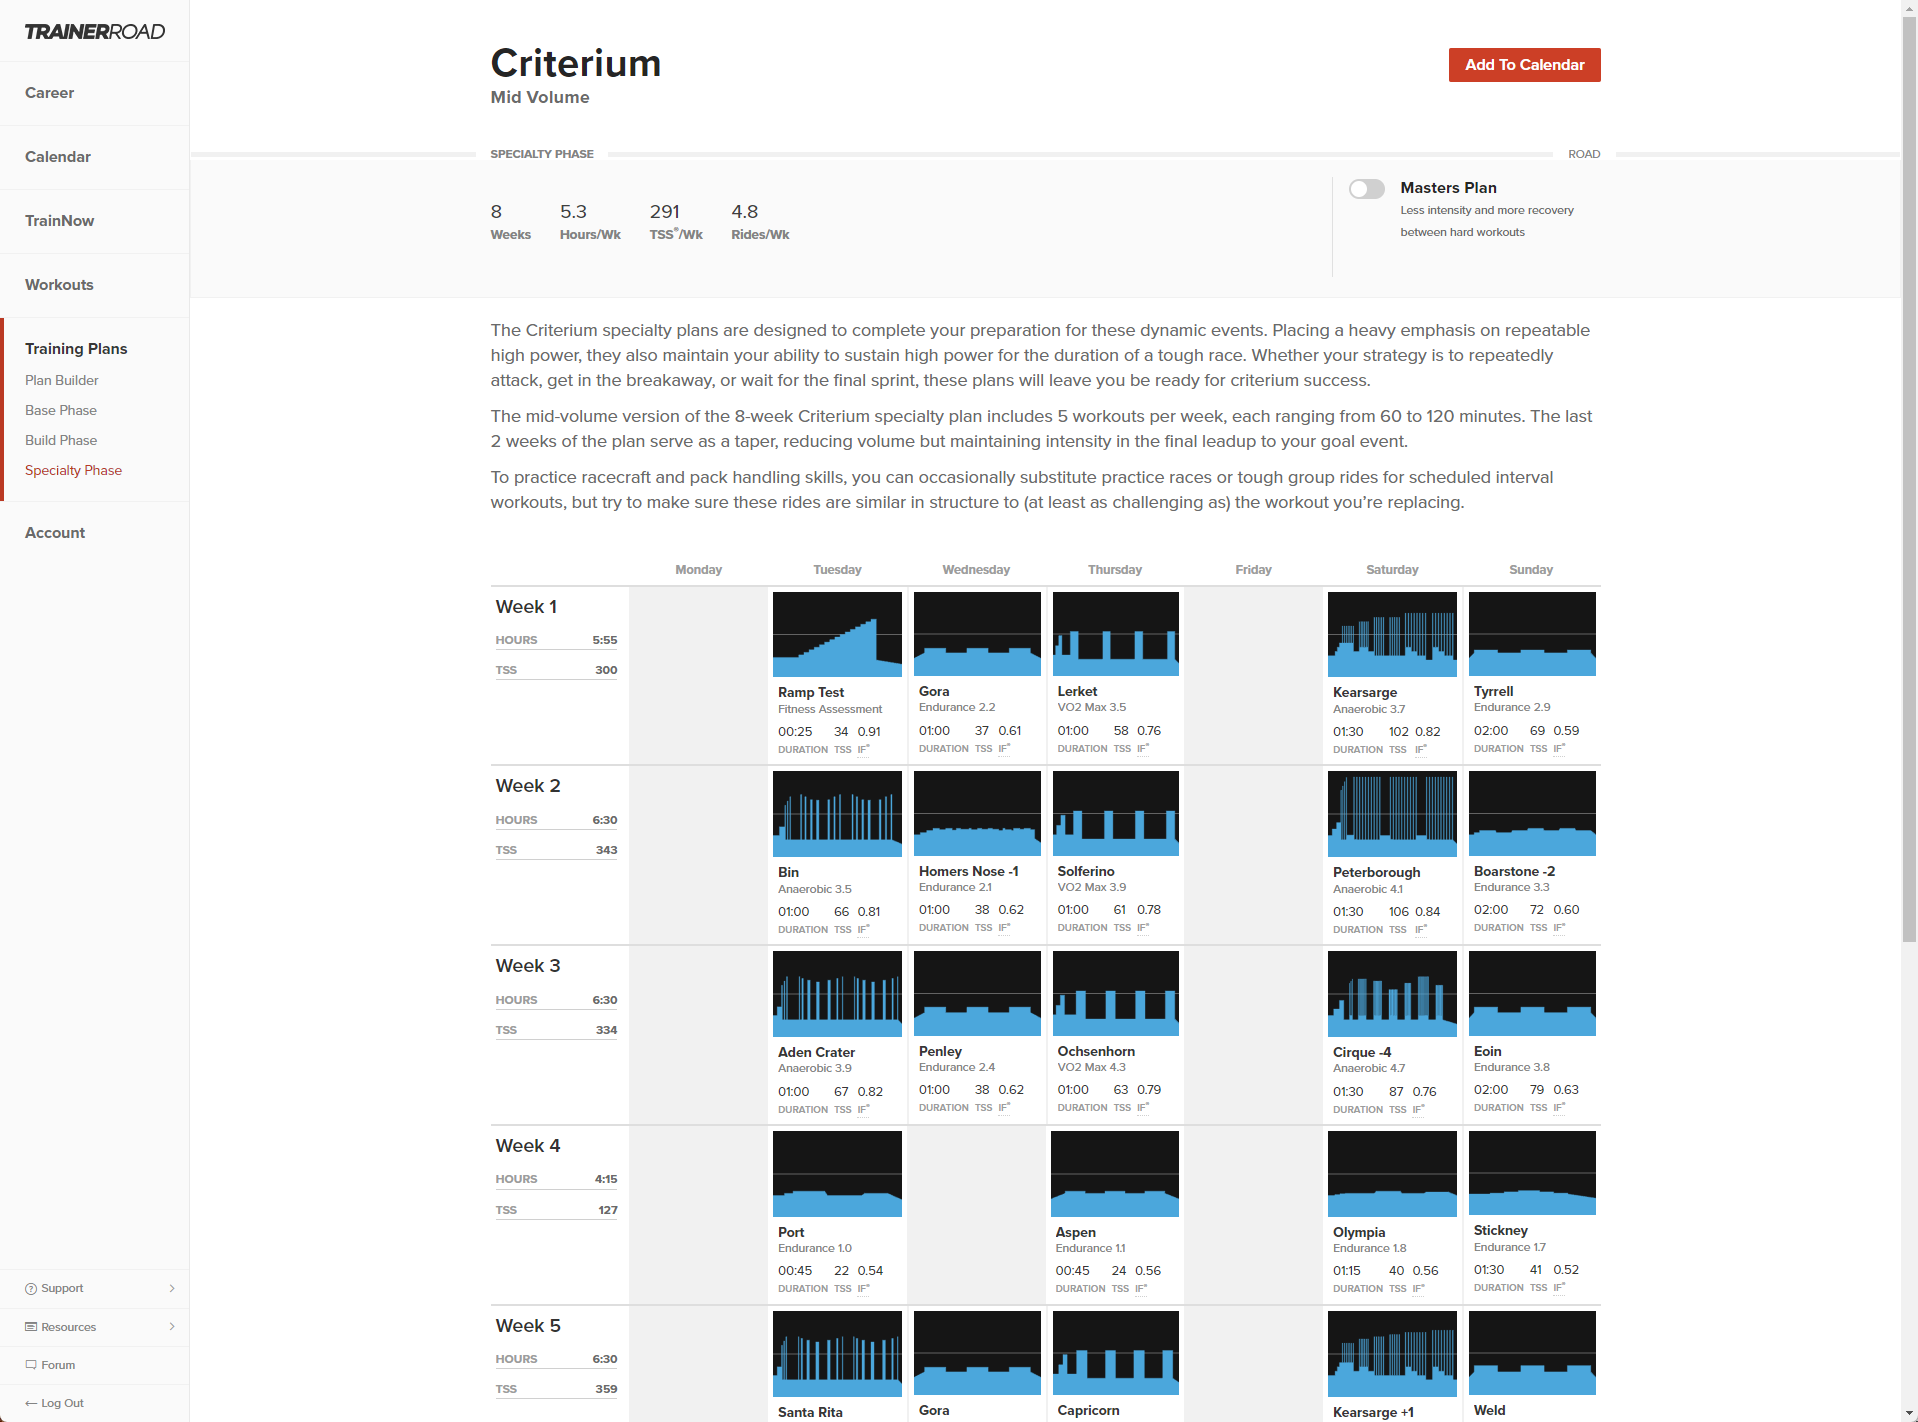 TRAINERROAD
Career
Calendar
TrainNow
Workouts
Training Plans
Plan Builder
Base Phase
Build Phase
Specialty Phase
Account
Support
Resources
Forum
Log Out
Criterium
Mid Volume
Add To Calendar
SPECIALTY PHASE
ROAD
8 5.3 291 4.8
Weeks Hours/Wk TSS®/Wk Rides/Wk
Masters Plan
Less intensity and more recovery
between hard workouts
The Criterium specialty plans are designed to complete your preparation for these dynamic events. Placing a heavy emphasis on repeatable
high power, they also maintain your ability to sustain high power for the duration of a tough race. Whether your strategy is to repeatedly
attack, get in the breakaway, or wait for the final sprint, these plans will leave you be ready for criterium success.
The mid-volume version of the 8-week Criterium specialty plan includes 5 workouts per week, each ranging from 60 to 120 minutes. The last
2 weeks of the plan serve as a taper, reducing volume but maintaining intensity in the final leadup to your goal event.
To practice racecraft and pack handling skills, you can occasionally substitute practice races or tough group rides for scheduled interval
workouts, but try to make sure these rides are similar in structure to (at least as challenging as) the workout you’re replacing.
Monday Tuesday Wednesday Thursday Friday Saturday Sunday
Week 1
HOURS 5:55
TSS 300
Ramp Test
Fitness Assessment
00:25 34 0.91
DURATION TSS IF®
Gora
Endurance 2.2
01:00 37 0.61
DURATION TSS IF®
Lerket
VO2 Max 3.5
01:00 58 0.76
DURATION TSS IF®
Kearsarge
Anaerobic 3.7
01:30 102 0.82
DURATION TSS IF®
Tyrrell
Endurance 2.9
02:00 69 0.59
DURATION TSS IF®
Week 2
HOURS 6:30
TSS 343
Bin
Anaerobic 3.5
01:00 66 0.81
DURATION TSS IF®
Homers Nose -1
Endurance 2.1
01:00 38 0.62
DURATION TSS IF®
Solferino
VO2 Max 3.9
01:00 61 0.78
DURATION TSS IF®
Peterborough
Anaerobic 4.1
01:30 106 0.84
DURATION TSS IF®
Boarstone -2
Endurance 3.3
02:00 72 0.60
DURATION TSS IF®
Week 3
HOURS 6:30
TSS 334
Aden Crater
Anaerobic 3.9
01:00 67 0.82
DURATION TSS IF®
Penley
Endurance 2.4
01:00 38 0.62
DURATION TSS IF®
Ochsenhorn
VO2 Max 4.3
01:00 63 0.79
DURATION TSS IF®
Cirque -4
Anaerobic 4.7
01:30 87 0.76
DURATION TSS IF®
Eoin
Endurance 3.8
02:00 79 0.63
DURATION TSS IF®
Week 4
HOURS 4:15
TSS 127
Port
Endurance 1.0
00:45 22 0.54
DURATION TSS IF®
Aspen
Endurance 1.1
00:45 24 0.56
DURATION TSS IF®
Olympia
Endurance 1.8
01:15 40 0.56
DURATION TSS IF®
Stickney
Endurance 1.7
01:30 41 0.52
DURATION TSS IF®
Week 5
HOURS 6:30
TSS 359
Santa Rita
Gora
Capricorn
Kearsarge +1
Weld